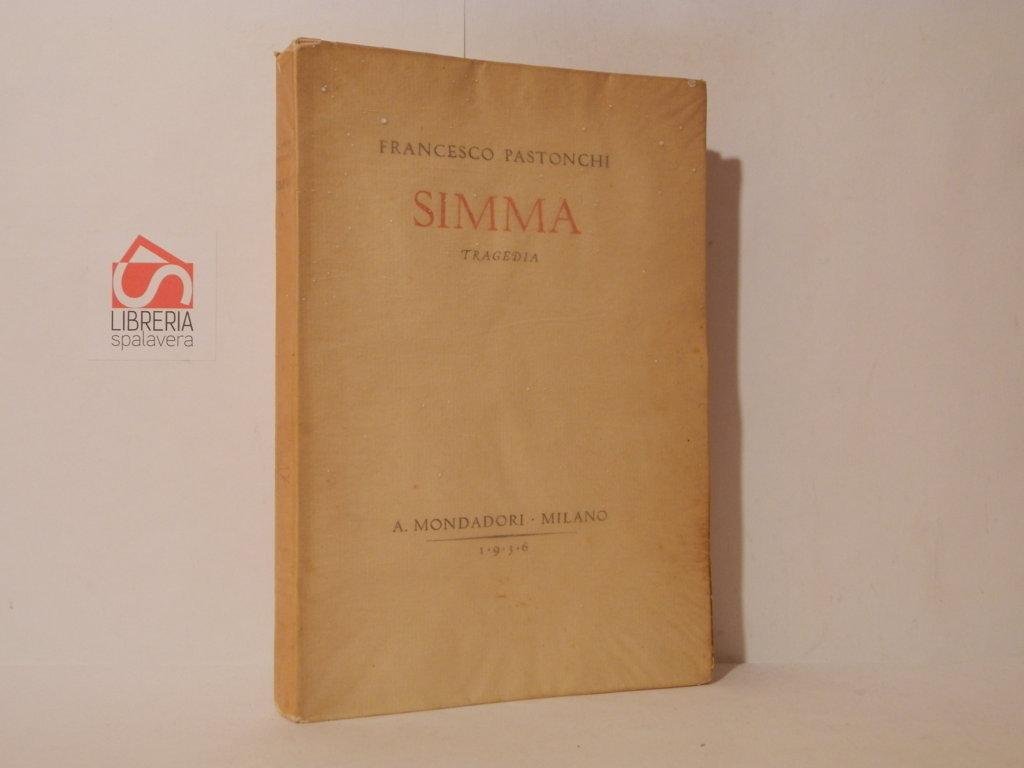 FRANCESCO PASTONCHI
SIMMA
TRAGEDIA
A. MONDADORI · MILANO
1·9·3·6
LIBRERIA
spalavera